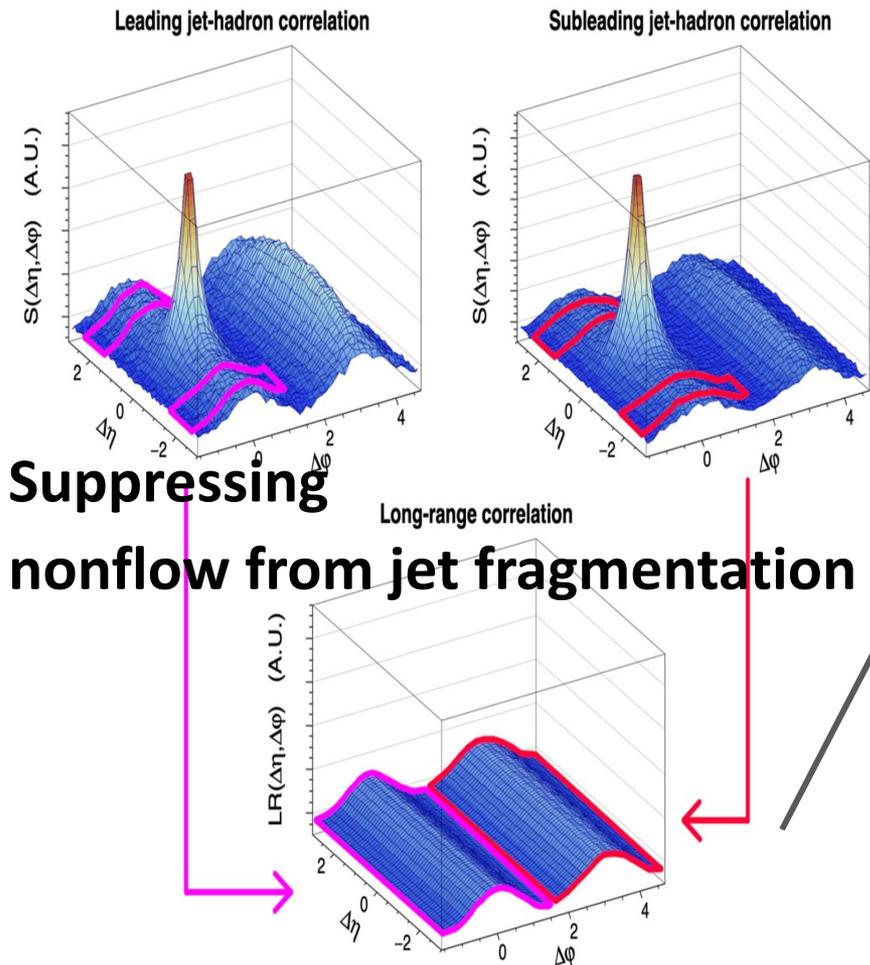 Leading jet-hadron correlation
S(Δη,Δφ) (A.U.)
2
0
−2
Δη
0
2
4
Δφ
Subleading jet-hadron correlation
S(Δη,Δφ) (A.U.)
2
0
−2
Δη
0
2
4
Δφ
Suppressing
nonflow from jet fragmentation
Long-range correlation
LR(Δη,Δφ) (A.U.)
2
0
−2
Δη
0
2
4
Δφ